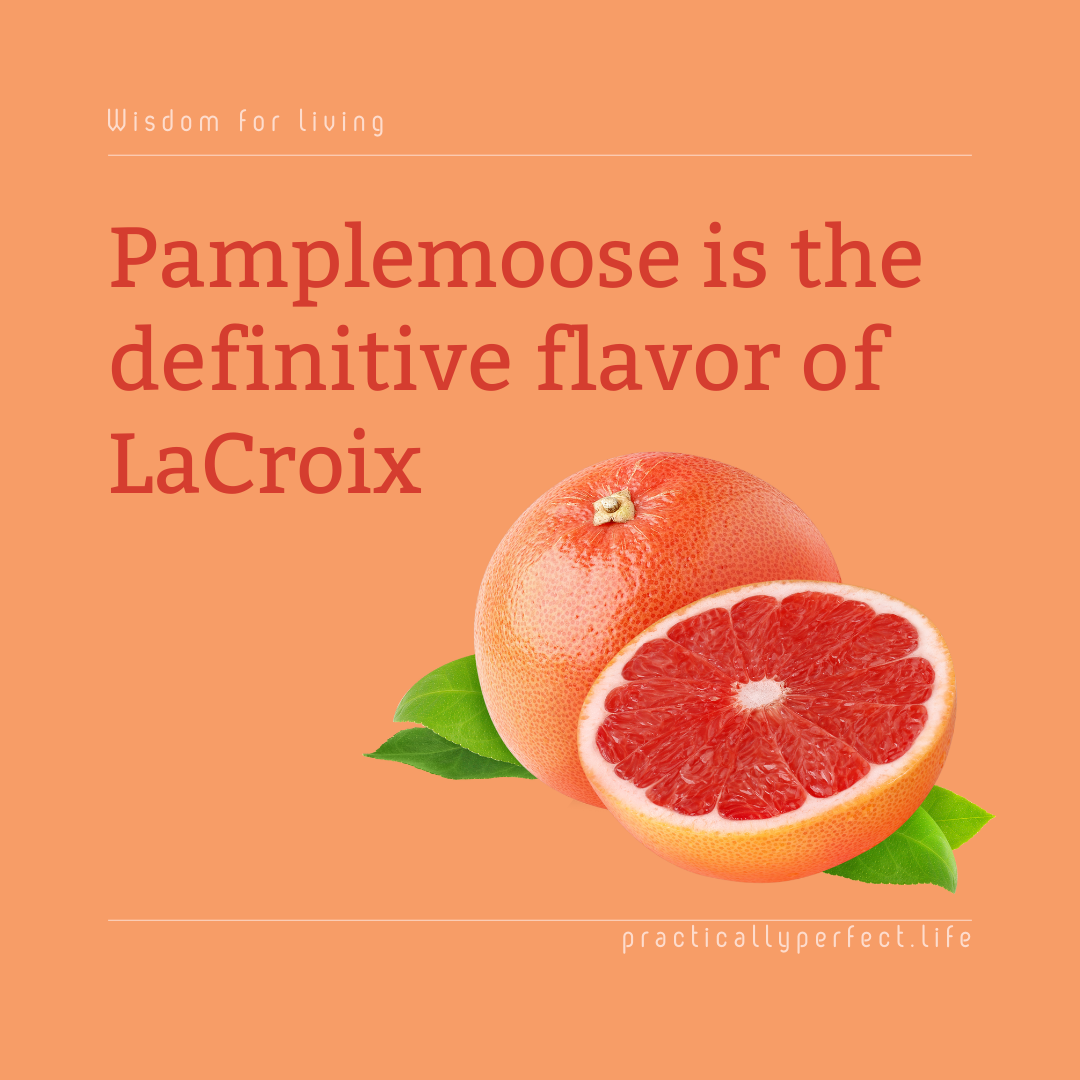 Wisdom for living
Pamplemoose is the
definitive flavor of
LaCroix
practicallyperfect.life